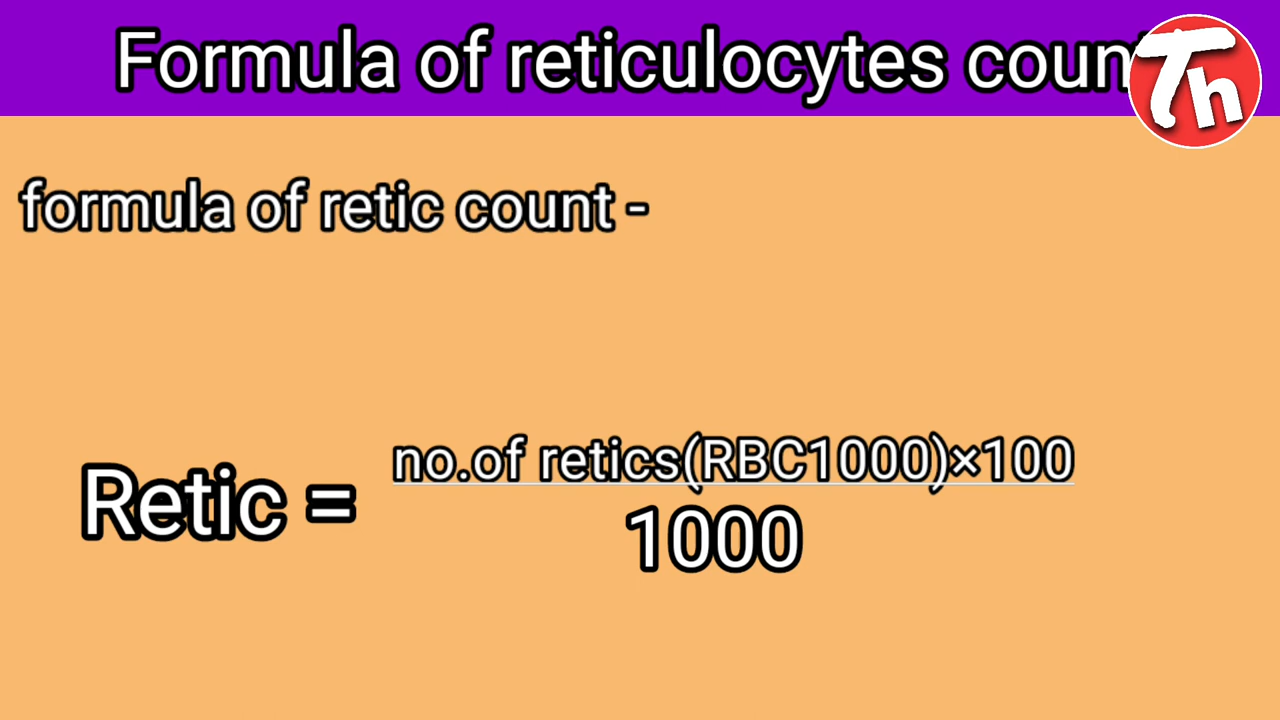 Formula of reticulocytes count
Th
formula of retic count -
no.of retics(RBC1000)×100
Retic =
1000